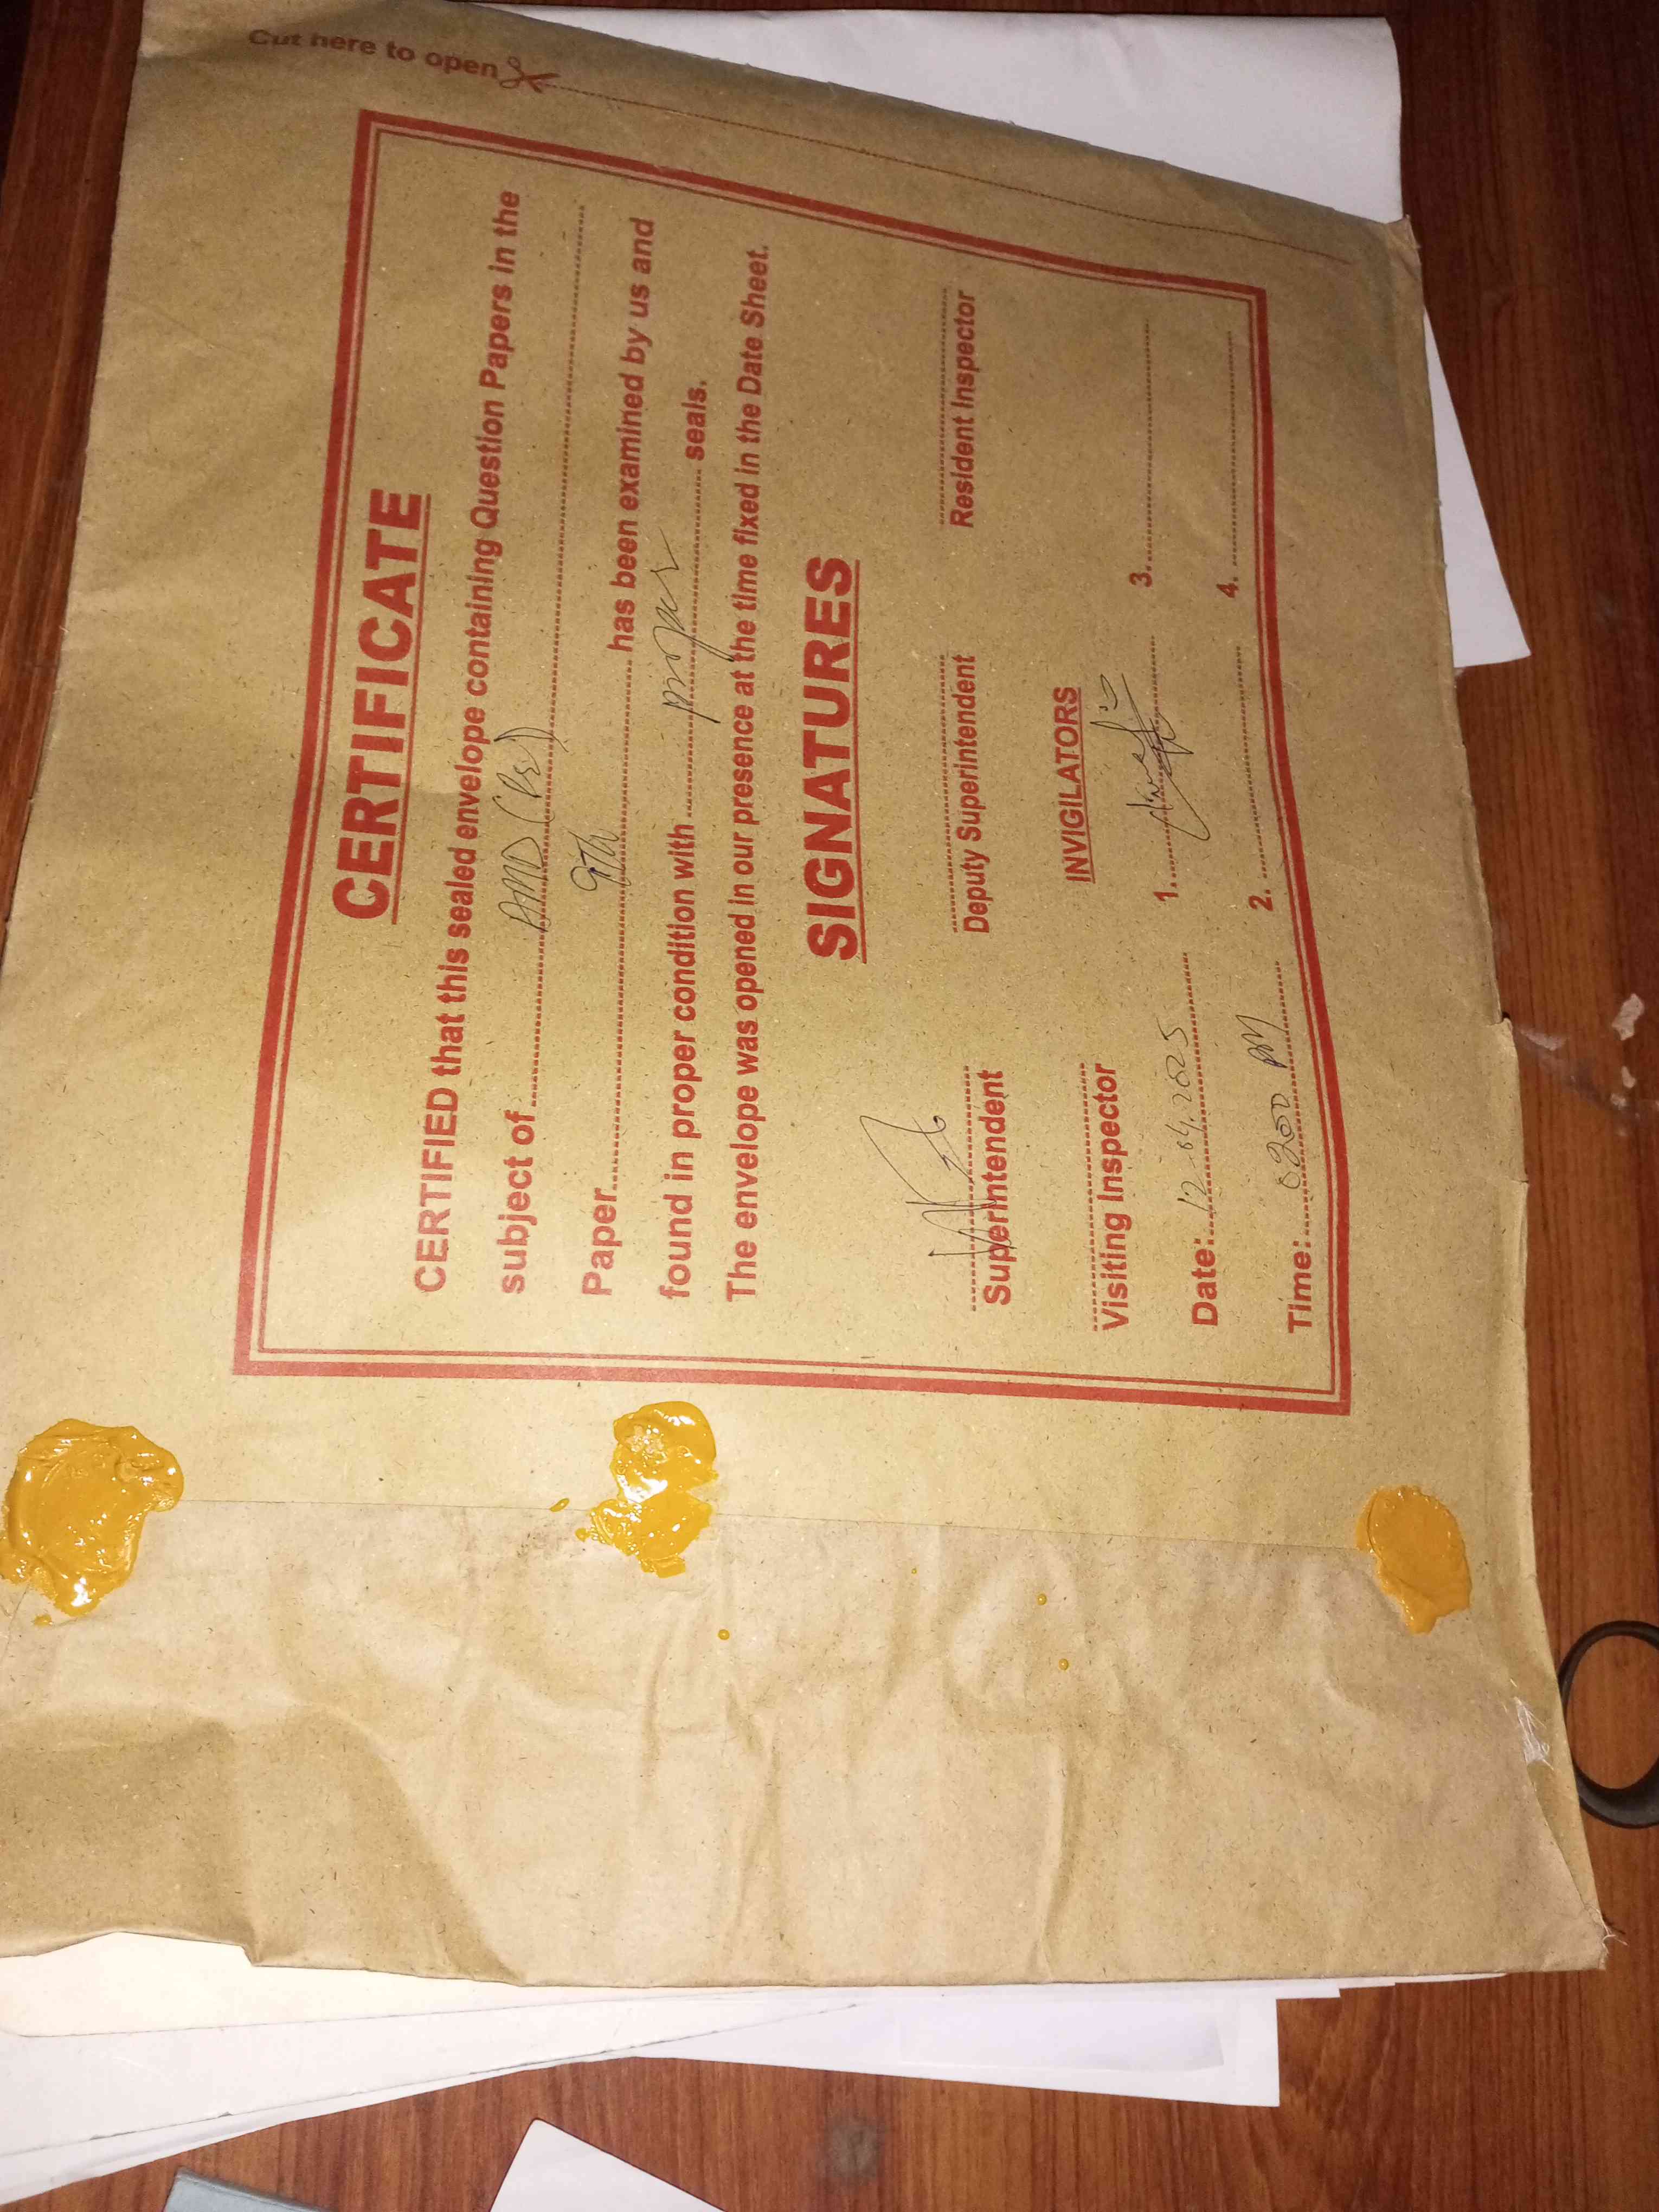 Cut here to open
CERTIFICATE
CERTIFIED that this sealed envelope containing Question Papers in the
subject of
Paper 9Th has been examined by us and
found in proper condition with proper seals.
The envelope was opened in our presence at the time fixed in the Date Sheet.
SIGNATURES
Superintendent Deputy Superintendent Resident Inspector
INVIGILATORS
Visiting Inspector
Date: 12.04.2025 1. 3.
Time: PM 2. 4.